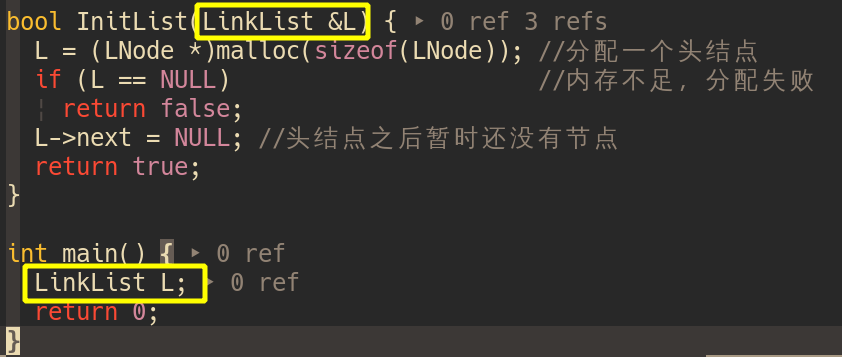 bool InitList(LinkList &L) { ▸ 0 ref 3 refs
L = (LNode *)malloc(sizeof(LNode)); //分配一个头结点
if (L == NULL) //内存不足, 分配失败
¦ return false;
L->next = NULL; //头结点之后暂时还没有节点
return true;
}
int main() { ▸ 0 ref
LinkList L; ▸ 0 ref
return 0;
}